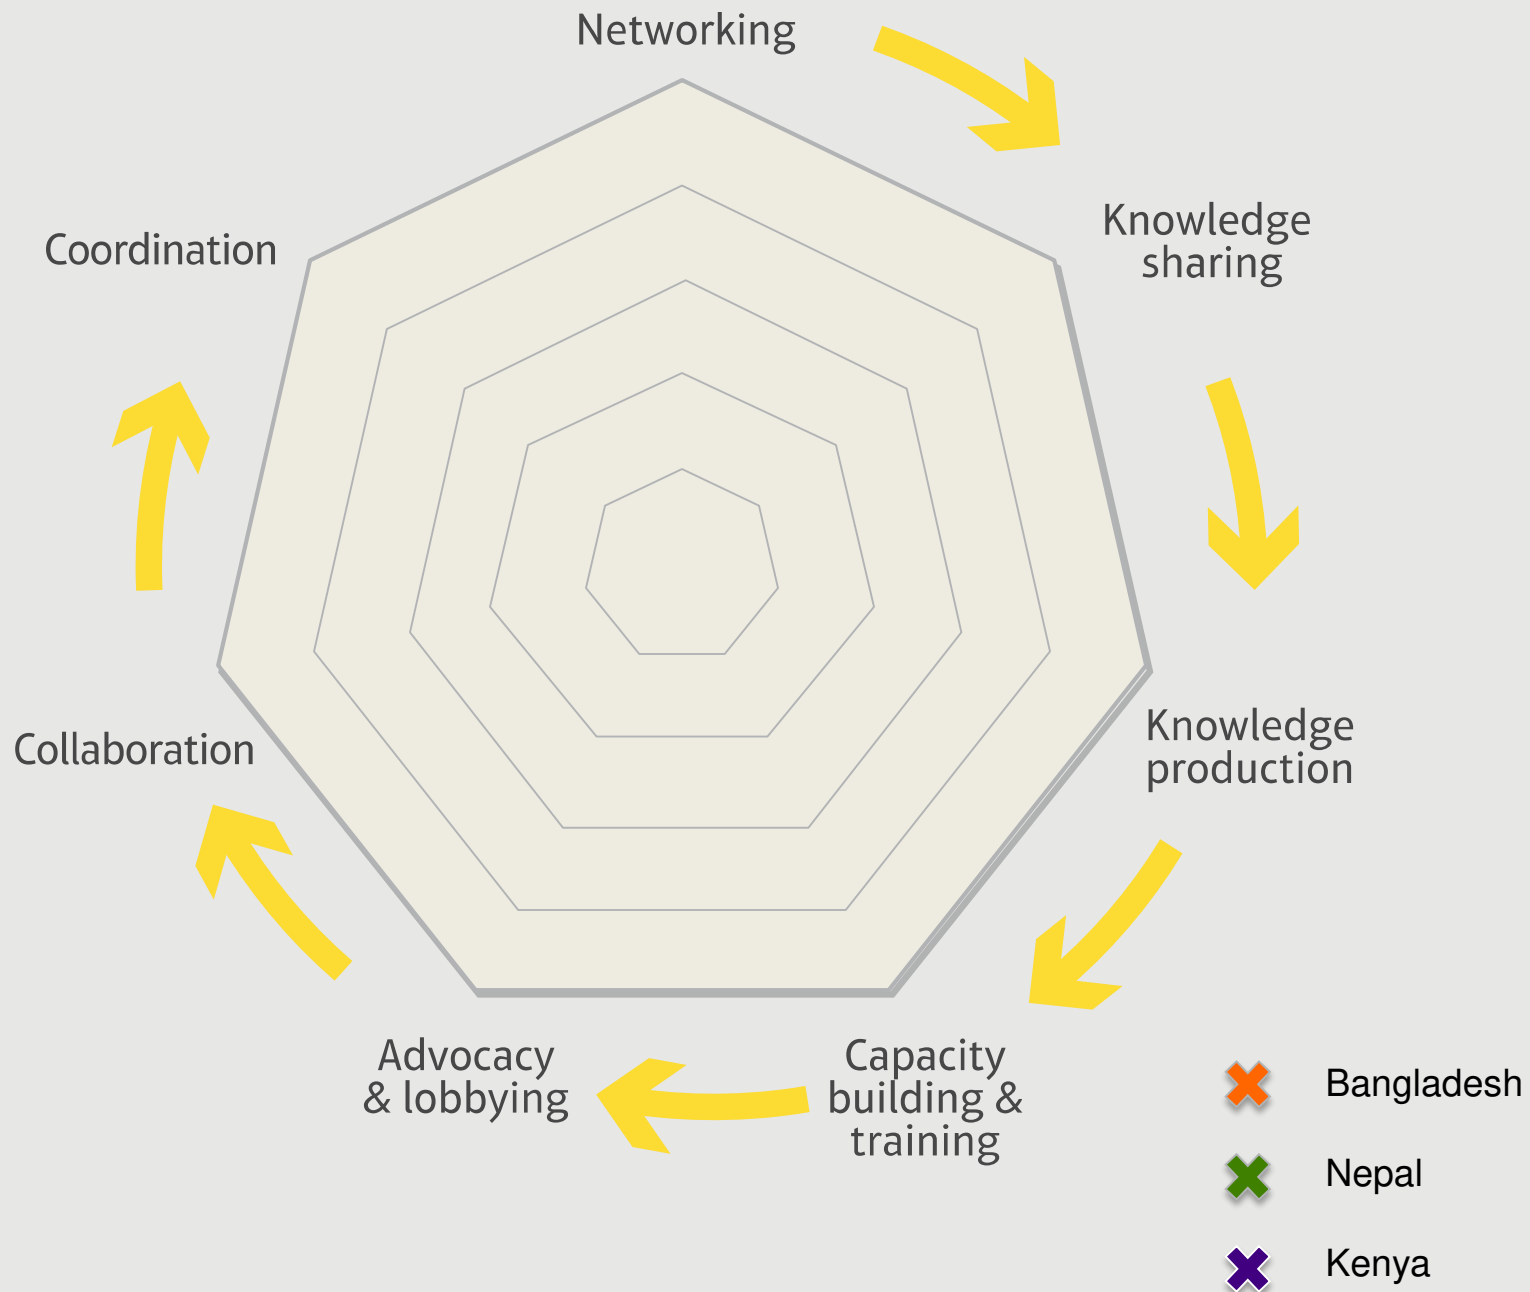 Networking
Knowledge
sharing
Coordination
Knowledge
production
Collaboration
Advocacy
& lobbying
Capacity
building &
training
Bangladesh
Nepal
Kenya